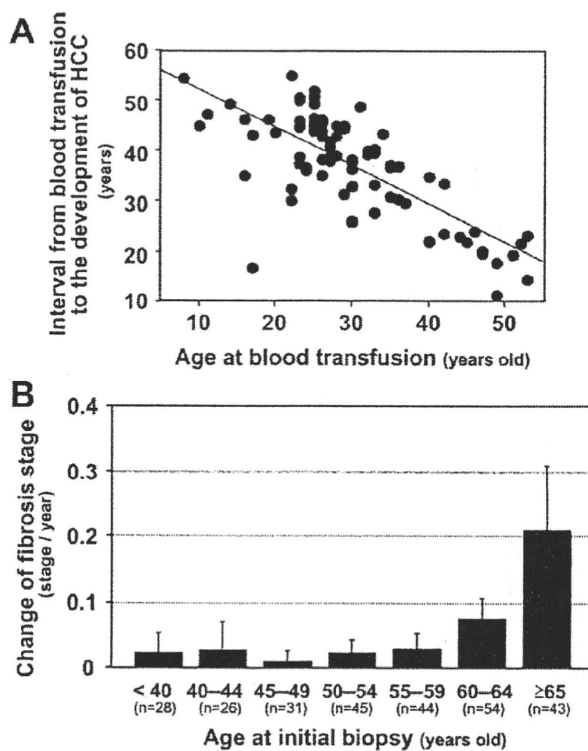 A
Interval from blood transfusion
to the development of HCC
(years)
60
50
40
30
20
10
10 20 30 40 50
Age at blood transfusion (years old)
B
Change of fibrosis stage
(stage / year)
0.4
0.3
0.2
0.1
0
< 40 40–44 45–49 50–54 55–59 60–64 ≥65
(n=28) (n=26) (n=31) (n=45) (n=44) (n=54) (n=43)
Age at initial biopsy (years old)